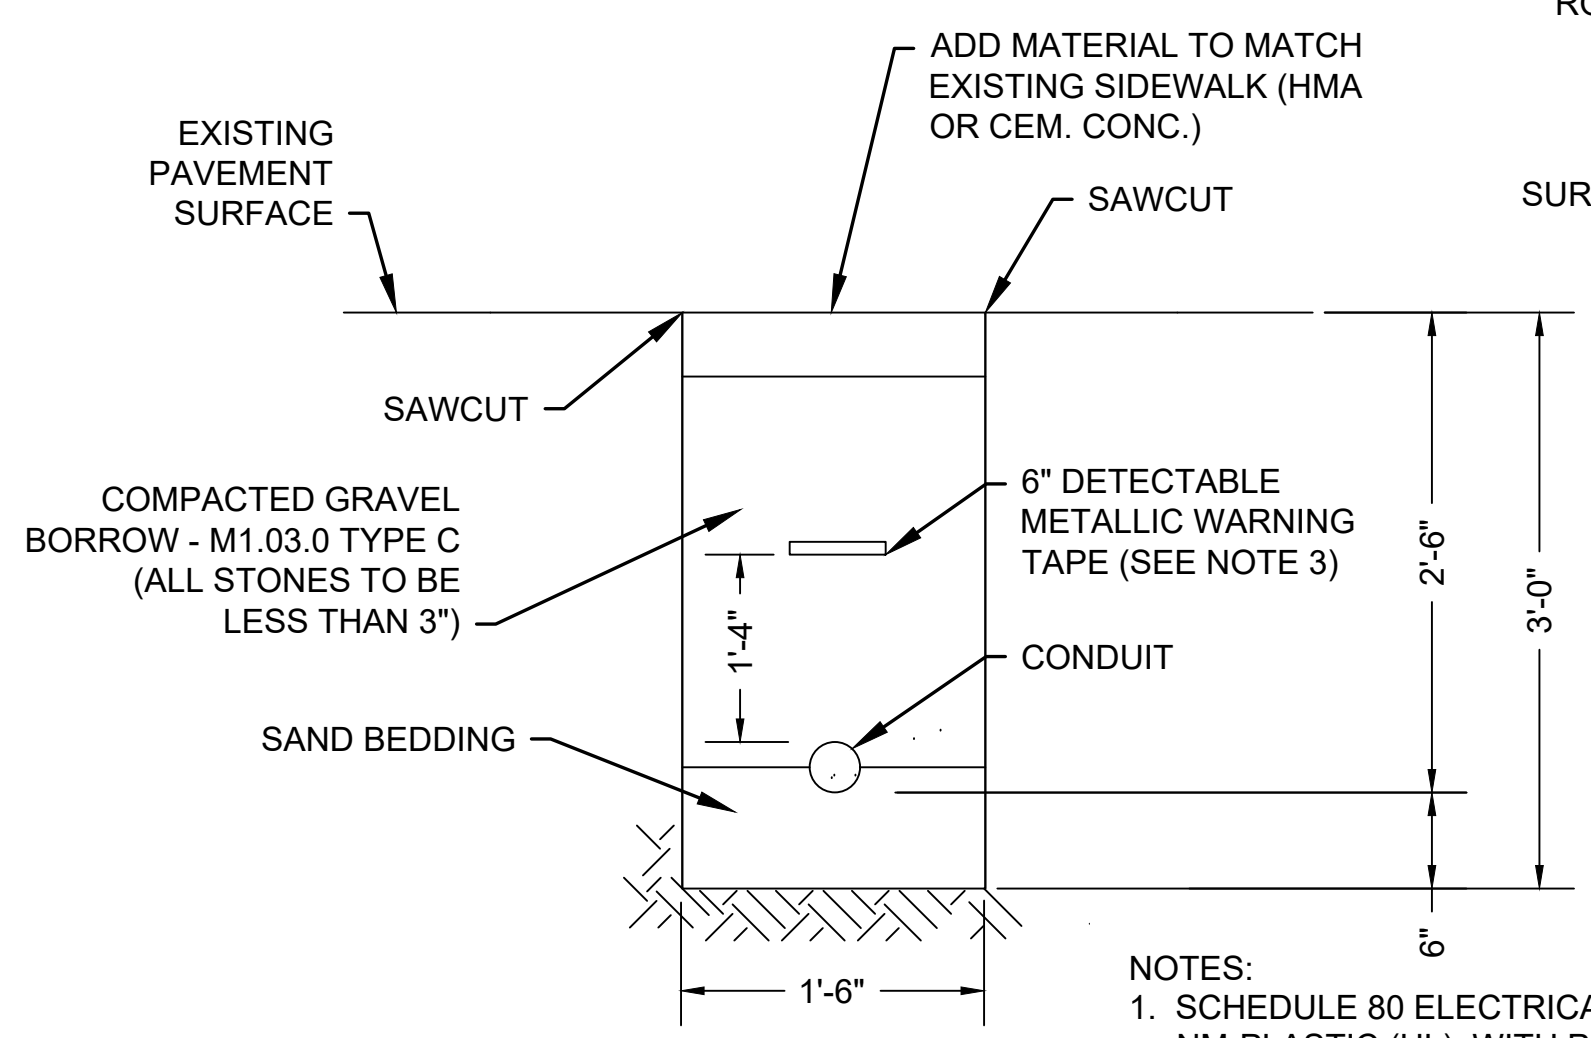 ADD MATERIAL TO MATCH
EXISTING SIDEWALK (HMA
OR CEM. CONC.)
EXISTING
PAVEMENT
SURFACE
SAWCUT
SAWCUT
COMPACTED GRAVEL
BORROW - M1.03.0 TYPE C
(ALL STONES TO BE
LESS THAN 3")
6" DETECTABLE
METALLIC WARNING
TAPE (SEE NOTE 3)
2'-6"
3'-0"
1'-4"
CONDUIT
SAND BEDDING
6"
1'-6"
NOTES:
1. SCHEDULE 80